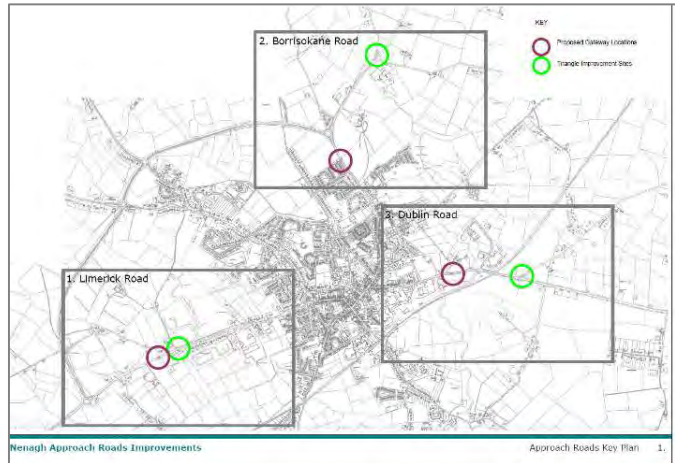 2. Borrisokane Road
KEY
Proposed Gateway Locations
Triangle Improvement Sites
3. Dublin Road
1. Limerick Road
Nenagh Approach Roads Improvements
Approach Roads Key Plan 1.